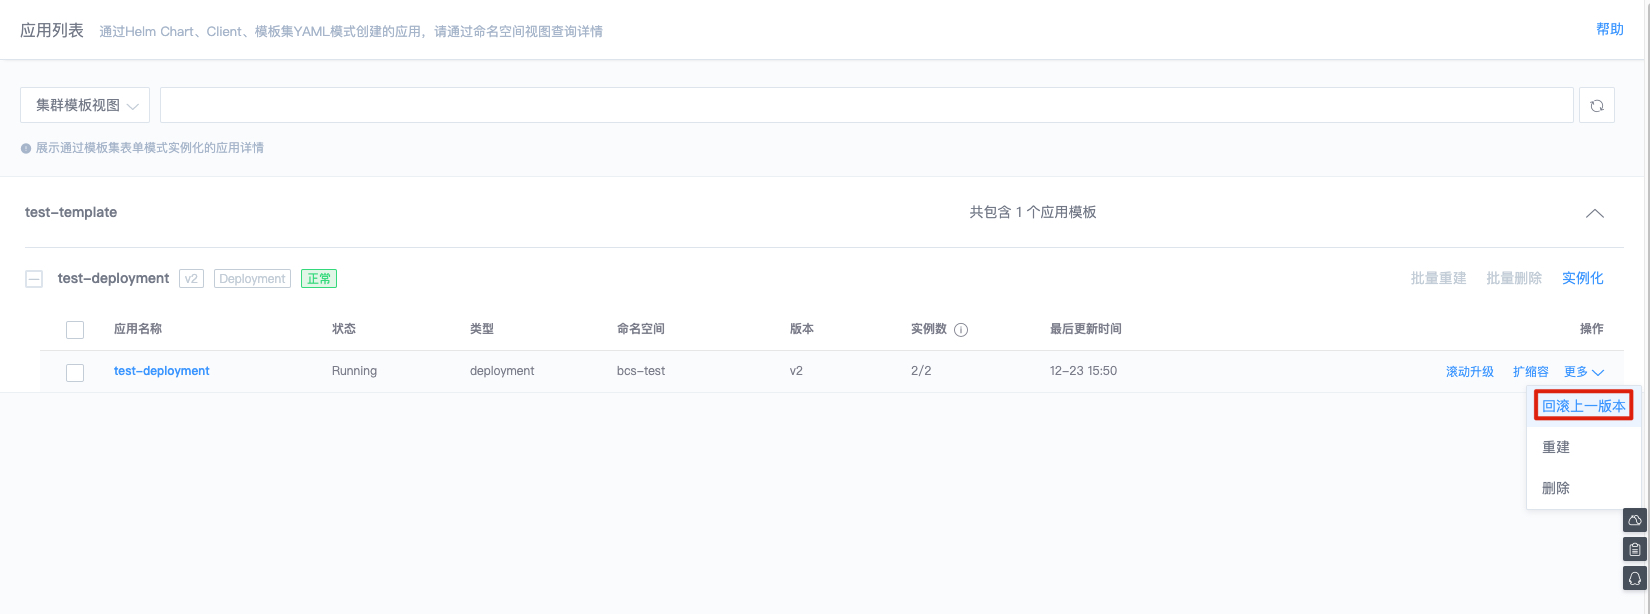 应用列表 通过Helm Chart、Client、模板集YAML模式创建的应用，请通过命名空间视图查询详情 帮助
集群模板视图
展示通过模板集表单模式实例化的应用详情
test-template 共包含 1 个应用模板
test-deployment v2 Deployment 正常 批量重建 批量删除 实例化
应用名称 状态 类型 命名空间 版本 实例数 最后更新时间 操作
test-deployment Running deployment bcs-test v2 2/2 12-23 15:50 滚动升级 扩缩容 更多
回滚上一版本
重建
删除